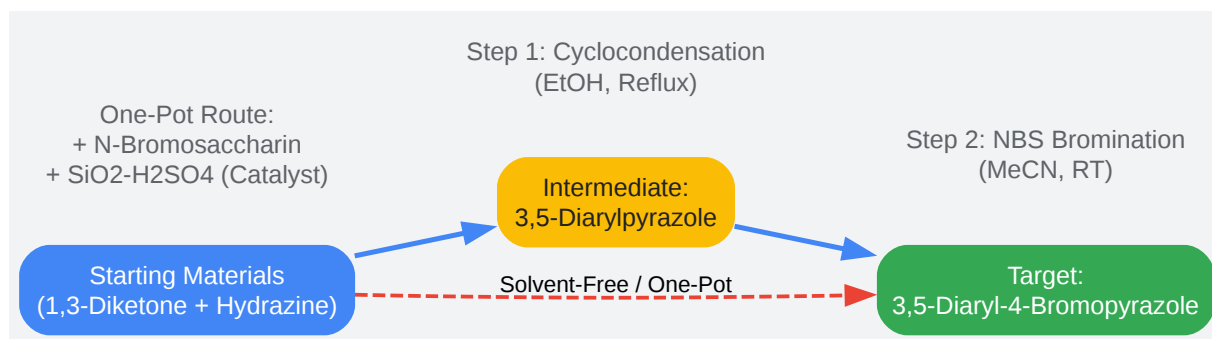 Step 1: Cyclocondensation
(EtOH, Reflux)
One-Pot Route:
+ N-Bromosaccharin
+ SiO2-H2SO4 (Catalyst)
Step 2: NBS Bromination
(MeCN, RT)
Intermediate:
3,5-Diarylpyrazole
Starting Materials
(1,3-Diketone + Hydrazine)
Solvent-Free / One-Pot
Target:
3,5-Diaryl-4-Bromopyrazole